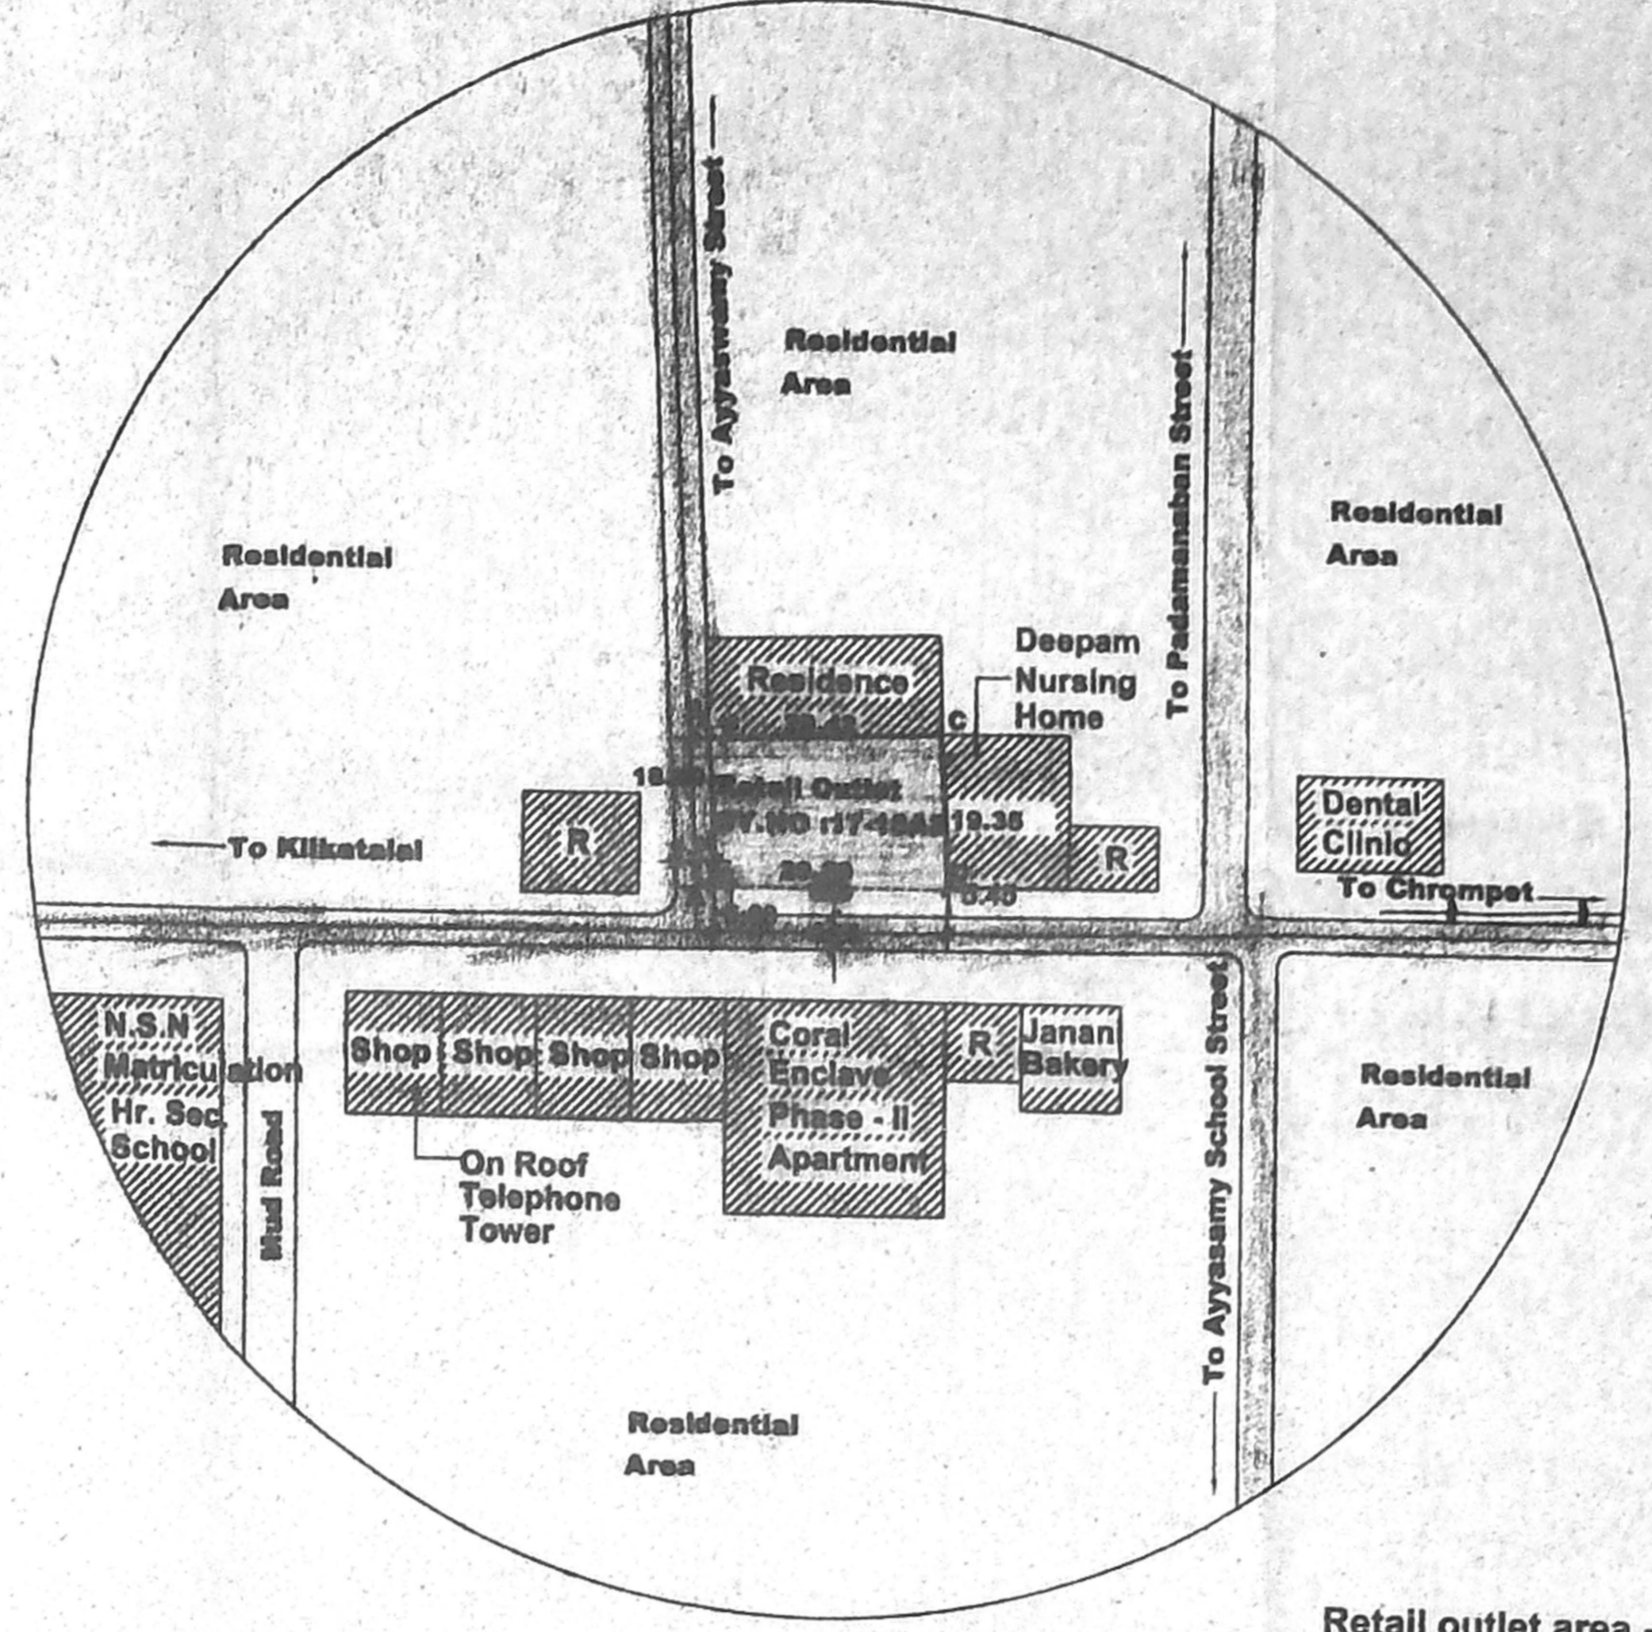 To Ayyaswamy Street
Residential
Area
To Padamanaban Street
Residential
Area
Residential
Area
Deepam
Nursing
Home
Residence
C
Retail Outlet
19.35
R
R
Dental
Clinic
To Kilkatalai
To Chrompet
N.S.N
Matriculation
Hr. Sec.
School
Mud Road
Shop
Shop
Shop
Shop
Coral
Enclave
Phase - II
Apartment
R
Janan
Bakery
On Roof
Telephone
Tower
To Ayyasamy School Street
Residential
Area
Residential
Area
Retail outlet area